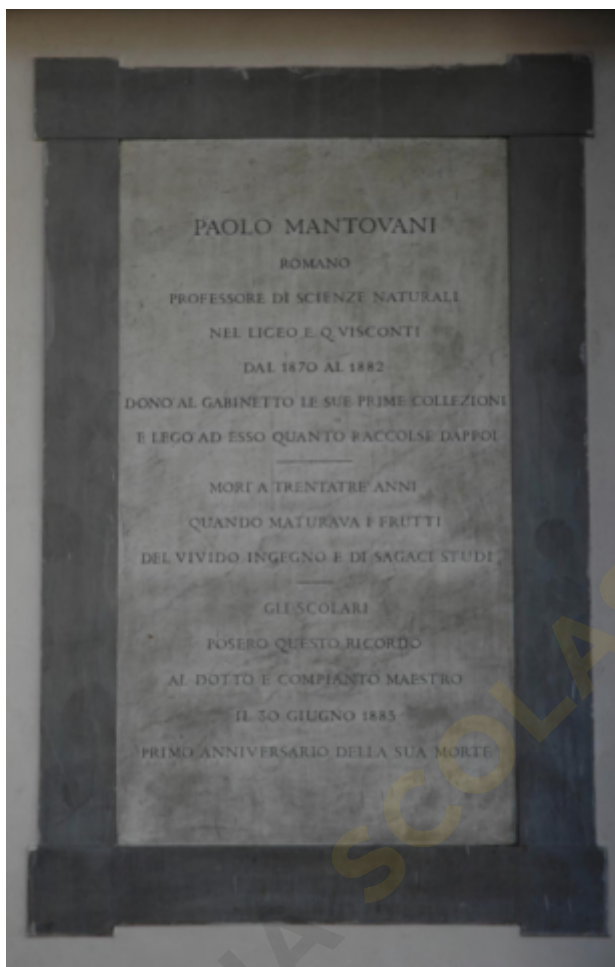 PAOLO MANTOVANI
ROMANO
PROFESSORE DI SCIENZE NATURALI
NEL LICEO E Q VISCONTI
DAL 1870 AL 1882
DONO AL GABINETTO LE SUE PRIME COLLEZIONI
E LEGO AD ESSO QUANTO RACCOLSE DAPPOI
MORI A TRENTATRE ANNI
QUANDO MATURAVA I FRUTTI
DEL VIVIDO INGEGNO E DI SAGACI STUDI
GLI SCOLARI
POSERO QUESTO RICORDO
AL DOTTO E COMPIANTO MAESTRO
IL 30 GIUGNO 1883
PRIMO ANNIVERSARIO DELLA SUA MORTE